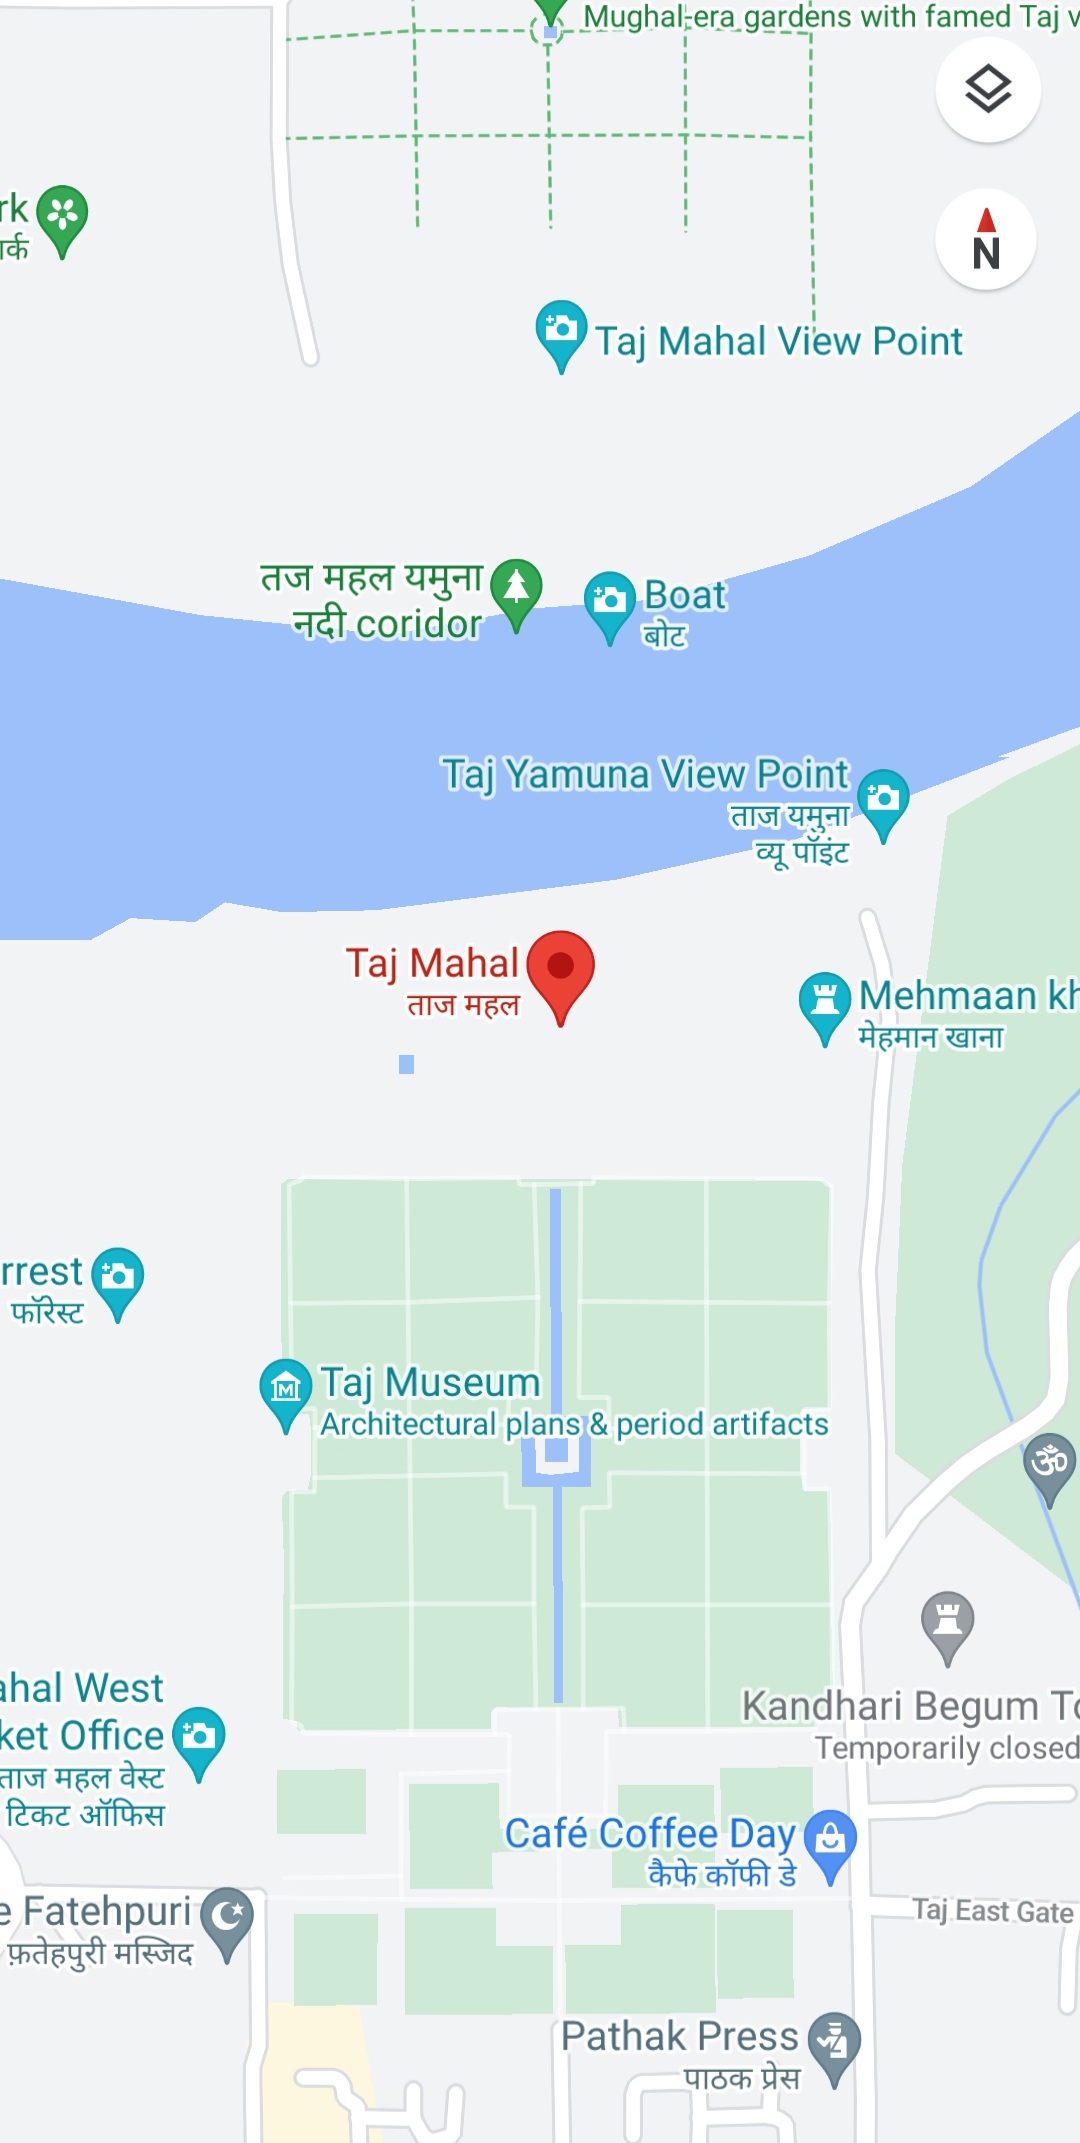 Mughal-era gardens with famed Taj v
rk
र्क
Taj Mahal View Point
तज महल यमुना
नदी coridor
Boat
बोट
Taj Yamuna View Point
ताज यमुना
व्यू पॉइंट
N
Taj Mahal
ताज महल
Mehmaan kh
मेहमान खाना
rrest
फॉरेस्ट
Taj Museum
Architectural plans & period artifacts
ॐ
ahal West
ket Office
ताज महल वेस्ट
टिकट ऑफिस
Kandhari Begum To
Temporarily closed
Café Coffee Day
कैफे कॉफी डे
e Fatehpuri
फ़तेहपुरी मस्जिद
Taj East Gate
Pathak Press
पाठक प्रेस